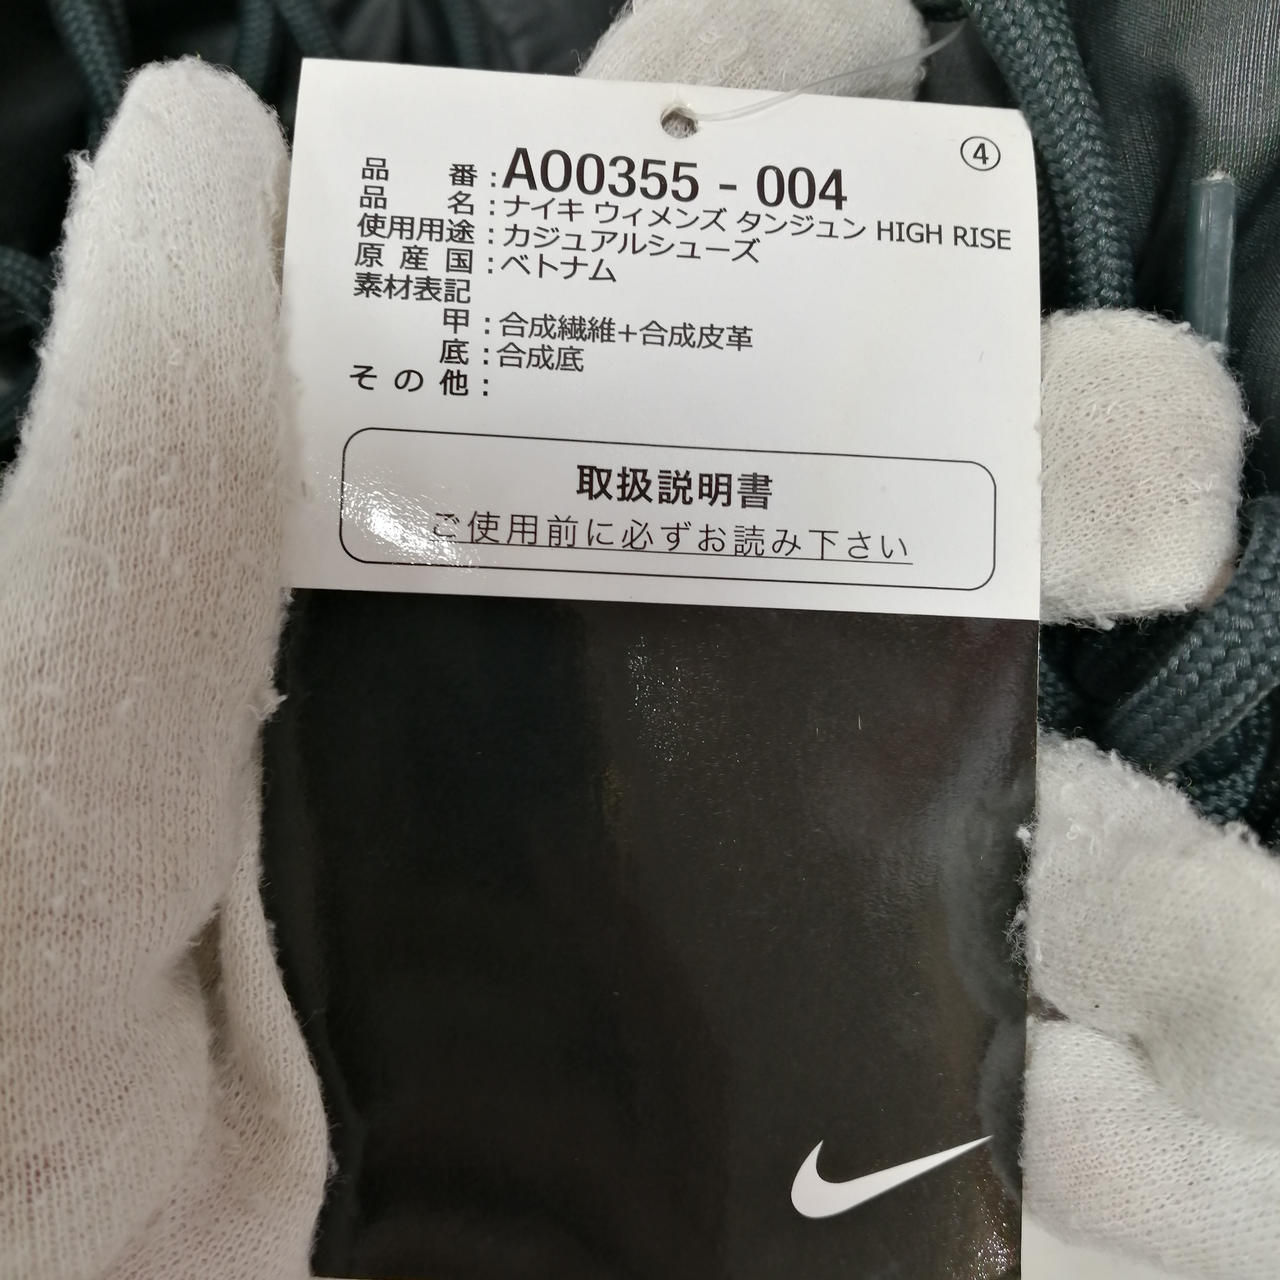 ④
品番:AO0355 - 004
品名:ナイキ ウィメンズ タンジュン HIGH RISE
使用用途:カジュアルシューズ
原産国:ベトナム
素材表記
甲:合成繊維+合成皮革
底:合成底
その他:
取扱説明書
ご使用前に必ずお読み下さい